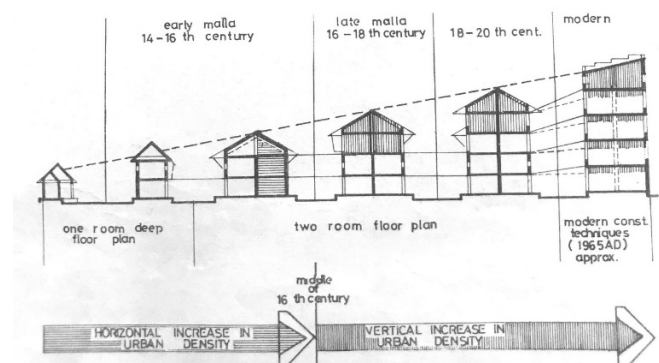 early malla
14-16 th centurry
late malla
16-18 th century
18-20 th cent.
modern
one room deep
floor plan
two room floor plan
modern const.
techniques
(1965AD)
approx.
middle
of
16 th century
HORIZONTAL INCREASE IN
URBAN DENSITY
VERTICAL INCREASE IN
URBAN DENSITY